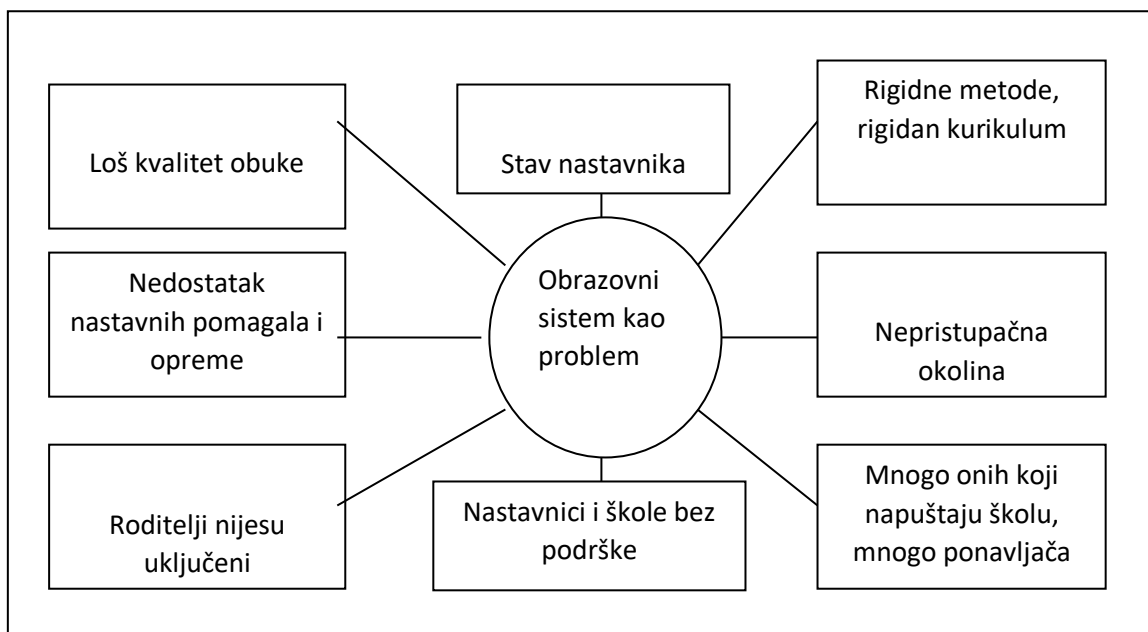 Loš kvalitet obuke
Stav nastavnika
Rigidne metode,
rigidan kurikulum
Nedostatak
nastavnih pomagala i
opreme
Obrazovni
sistem kao
problem
Nepristupačna
okolina
Roditelji nijesu
uključeni
Nastavnici i škole bez
podrške
Mnogo onih koji
napuštaju školu,
mnogo ponavljača